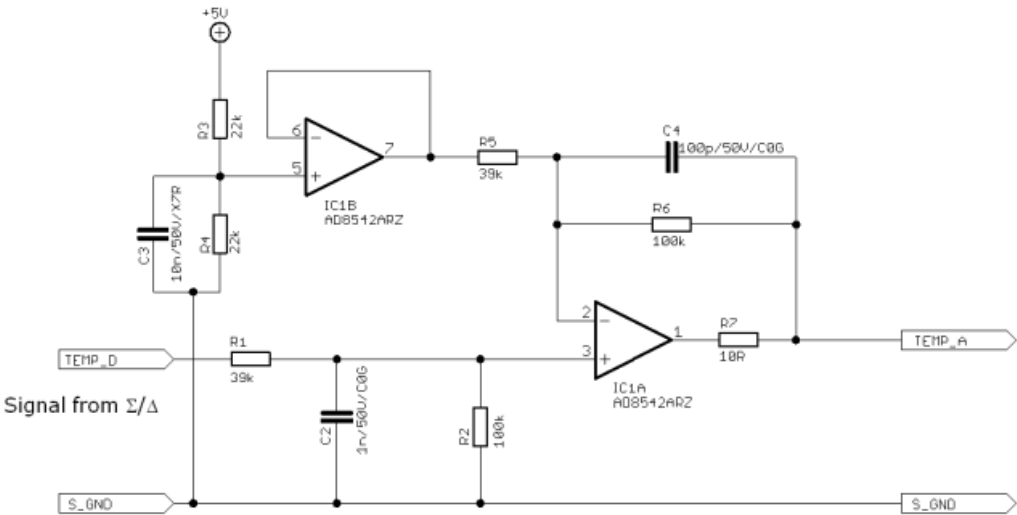 +5V
R3
22k
6
-
7
5
+
IC1B
AD8542ARZ
R4
22k
C3
10n/50V/X7R
R5
39k
C4
100p/50V/C0G
R6
100k
2
-
3
+
1
IC1A
AD8542ARZ
R7
10R
TEMP_A
TEMP_D
R1
39k
Signal from Σ/Δ
C2
1n/50V/C0G
R2
100k
S_GND
S_GND